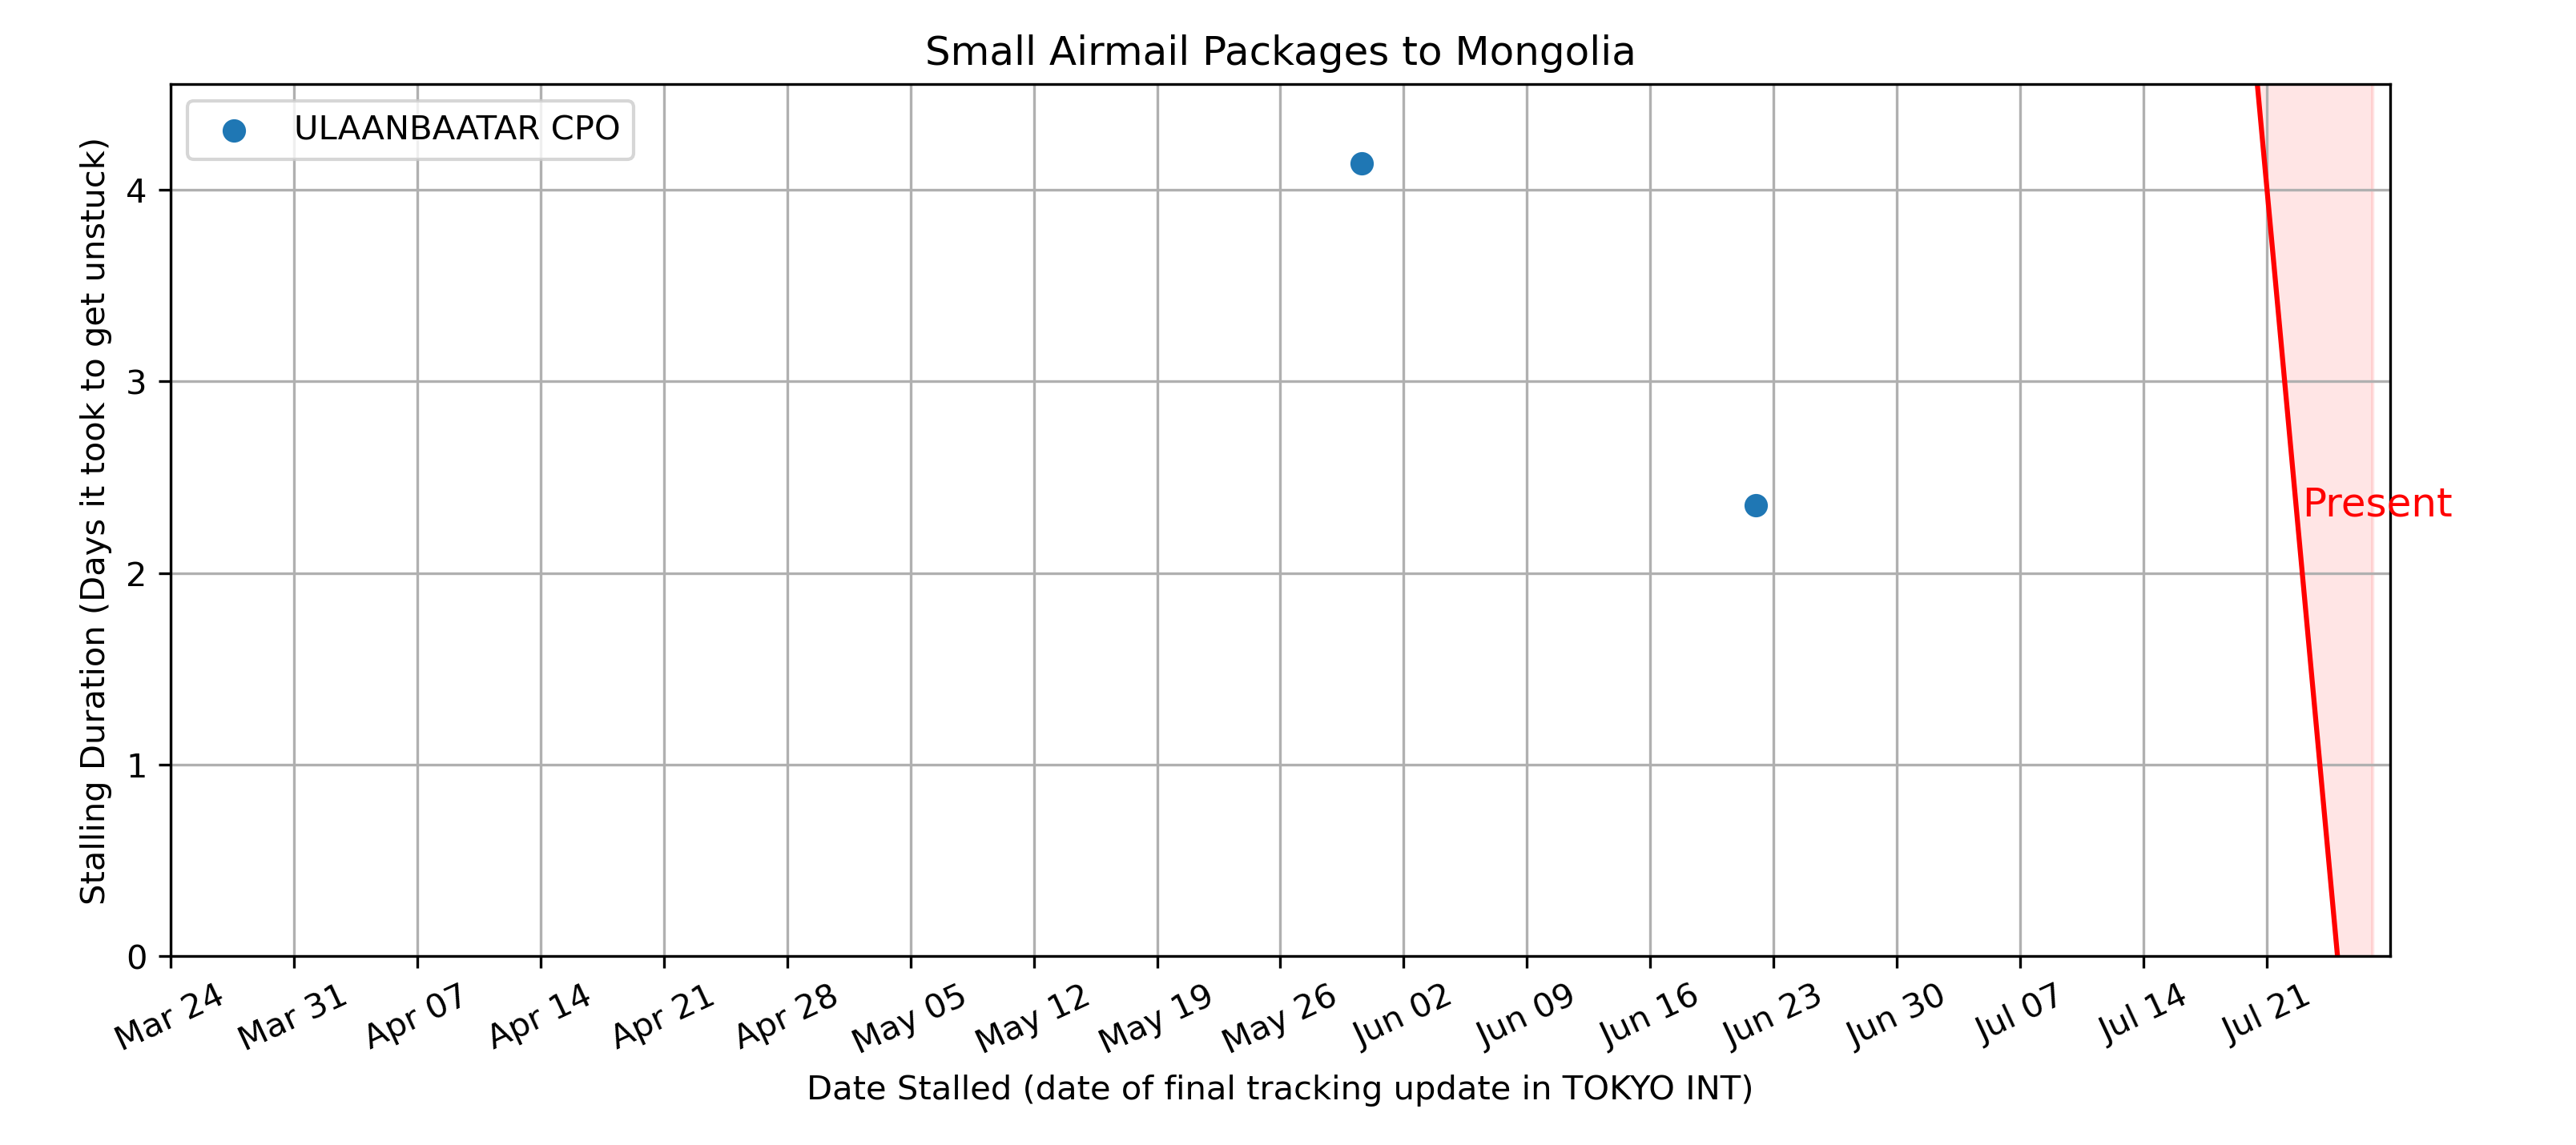 Small Airmail Packages to Mongolia
ULAANBAATAR CPO
Stalling Duration (Days it took to get unstuck)
4
3
2
1
0
Present
Mar 24
Mar 31
Apr 07
Apr 14
Apr 21
Apr 28
May 05
May 12
May 19
May 26
Jun 02
Jun 09
Jun 16
Jun 23
Jun 30
Jul 07
Jul 14
Jul 21
Date Stalled (date of final tracking update in TOKYO INT)